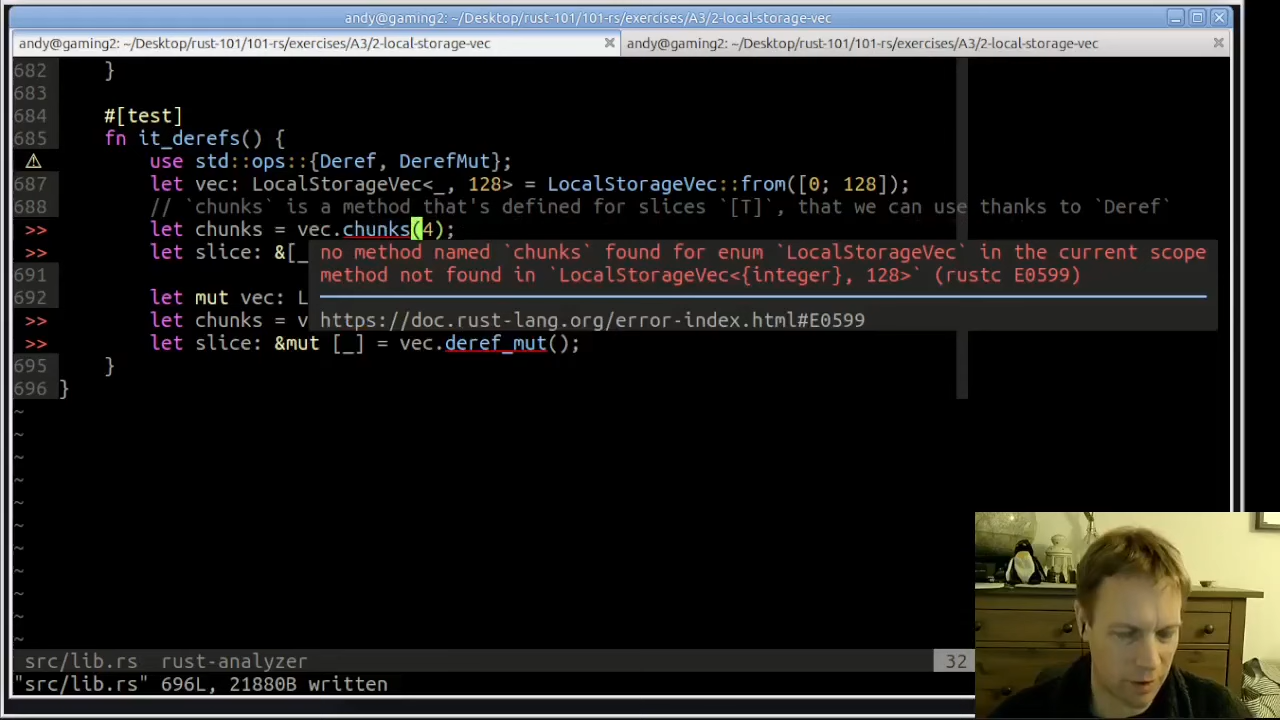 andy@gaming2: ~/Desktop/rust-101/101-rs/exercises/A3/2-local-storage-vec
andy@gaming2: ~/Desktop/rust-101/101-rs/exercises/A3/2-local-storage-vec
andy@gaming2: ~/Desktop/rust-101/101-rs/exercises/A3/2-local-storage-vec
682 }
683
684 #[test]
685 fn it_derefs() {
⚠ use std::ops::{Deref, DerefMut};
687 let vec: LocalStorageVec<_, 128> = LocalStorageVec::from([0; 128]);
688 // `chunks` is a method that's defined for slices `[T]`, that we can use thanks to `Deref`
>> let chunks = vec.chunks(4);
>> let slice: &[_
no method named `chunks` found for enum `LocalStorageVec` in the current scope
method not found in `LocalStorageVec<{integer}, 128>` (rustc E0599)
https://doc.rust-lang.org/error-index.html#E0599
691
692 let mut vec: L
>> let chunks = v
>> let slice: &mut [_] = vec.deref_mut();
695 }
696 }
~
~
~
~
~
~
~
~
~
~
~
src/lib.rs rust-analyzer 32
"src/lib.rs" 696L, 21880B written